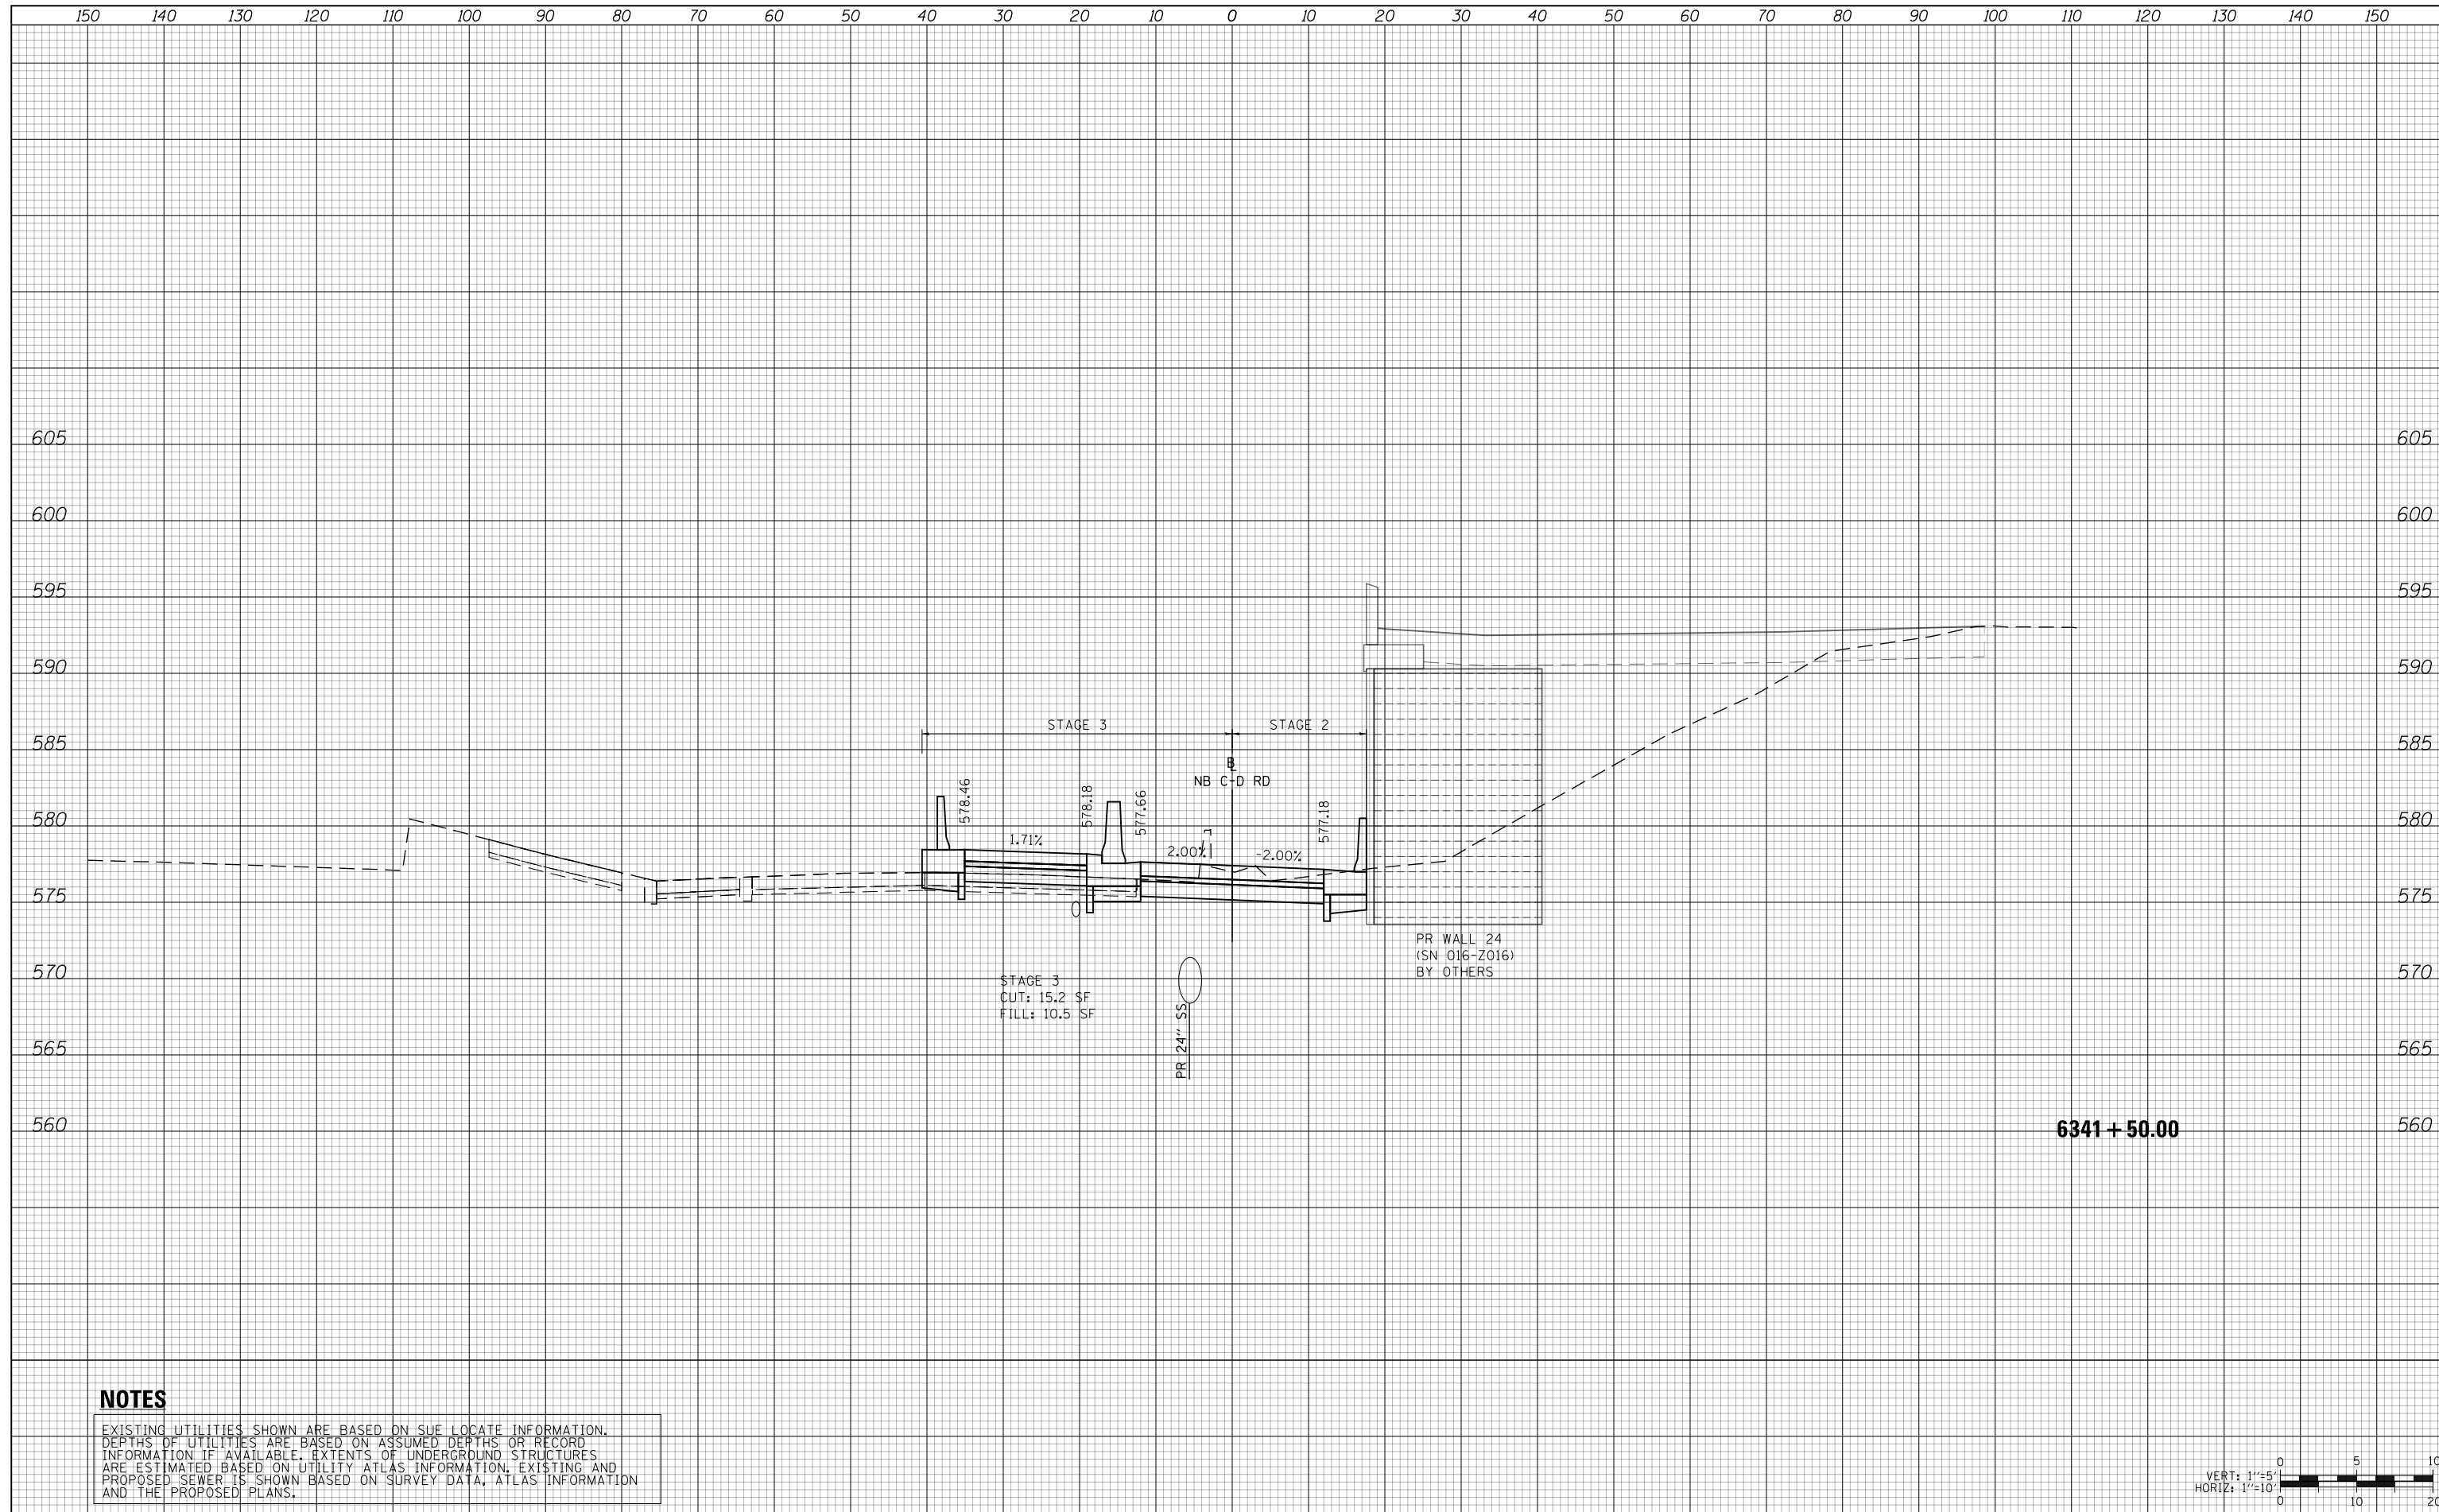 150 140 130 120 110 100 90 80 70 60 50 40 30 20 10 0 10 20 30 40 50 60 70 80 90 100 110 120 130 140 150
605 605
600 600
595 595
590 590
585 585
STAGE 3 STAGE 2
B
L
NB C-D RD
580 580
578.46
578.18
577.66
577.18
1.71%
2.00%
-2.00%
575 575
PR WALL 24
(SN 016-Z016)
BY OTHERS
570 570
STAGE 3
CUT: 15.2 SF
FILL: 10.5 SF
PR 24" SS
565 565
560 560
6341+50.00
NOTES
EXISTING UTILITIES SHOWN ARE BASED ON SUE LOCATE INFORMATION.
DEPTHS OF UTILITIES ARE BASED ON ASSUMED DEPTHS OR RECORD
INFORMATION IF AVAILABLE. EXTENTS OF UNDERGROUND STRUCTURES
ARE ESTIMATED BASED ON UTILITY ATLAS INFORMATION. EXISTING AND
PROPOSED SEWER IS SHOWN BASED ON SURVEY DATA, ATLAS INFORMATION
AND THE PROPOSED PLANS.
0 5 10
VERT: 1"=5'
HORIZ: 1"=10'
0 10 20